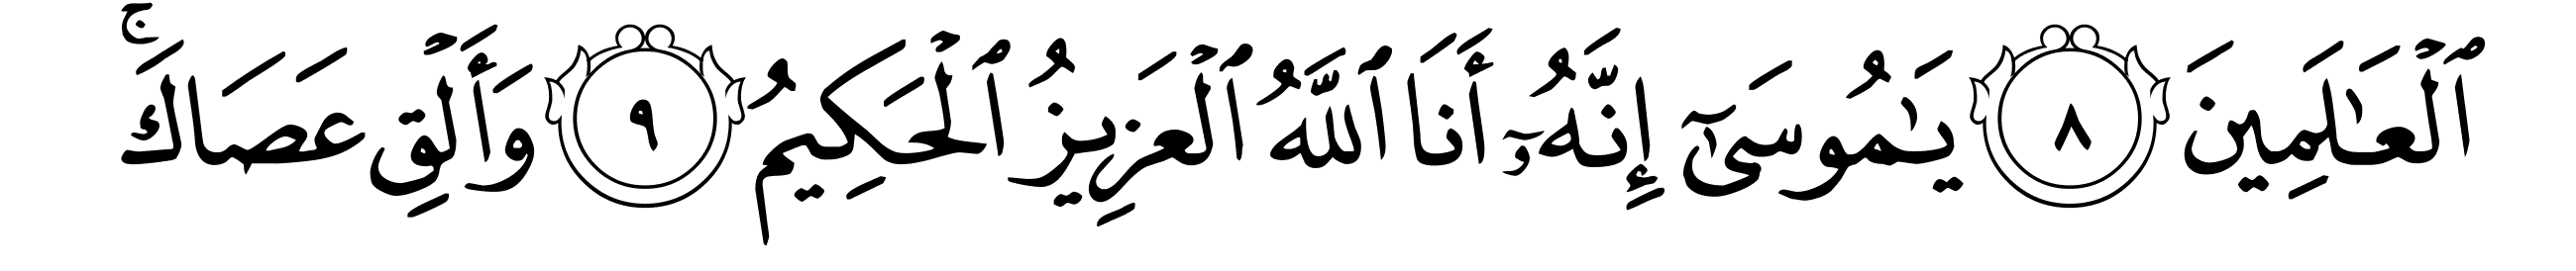 ٱلۡعَٰلَمِينَ ٨ يَٰمُوسَىٰٓ إِنَّهُۥٓ أَنَا ٱللَّهُ ٱلۡعَزِيزُ ٱلۡحَكِيمُ ٩ وَأَلۡقِ عَصَاكَۚ